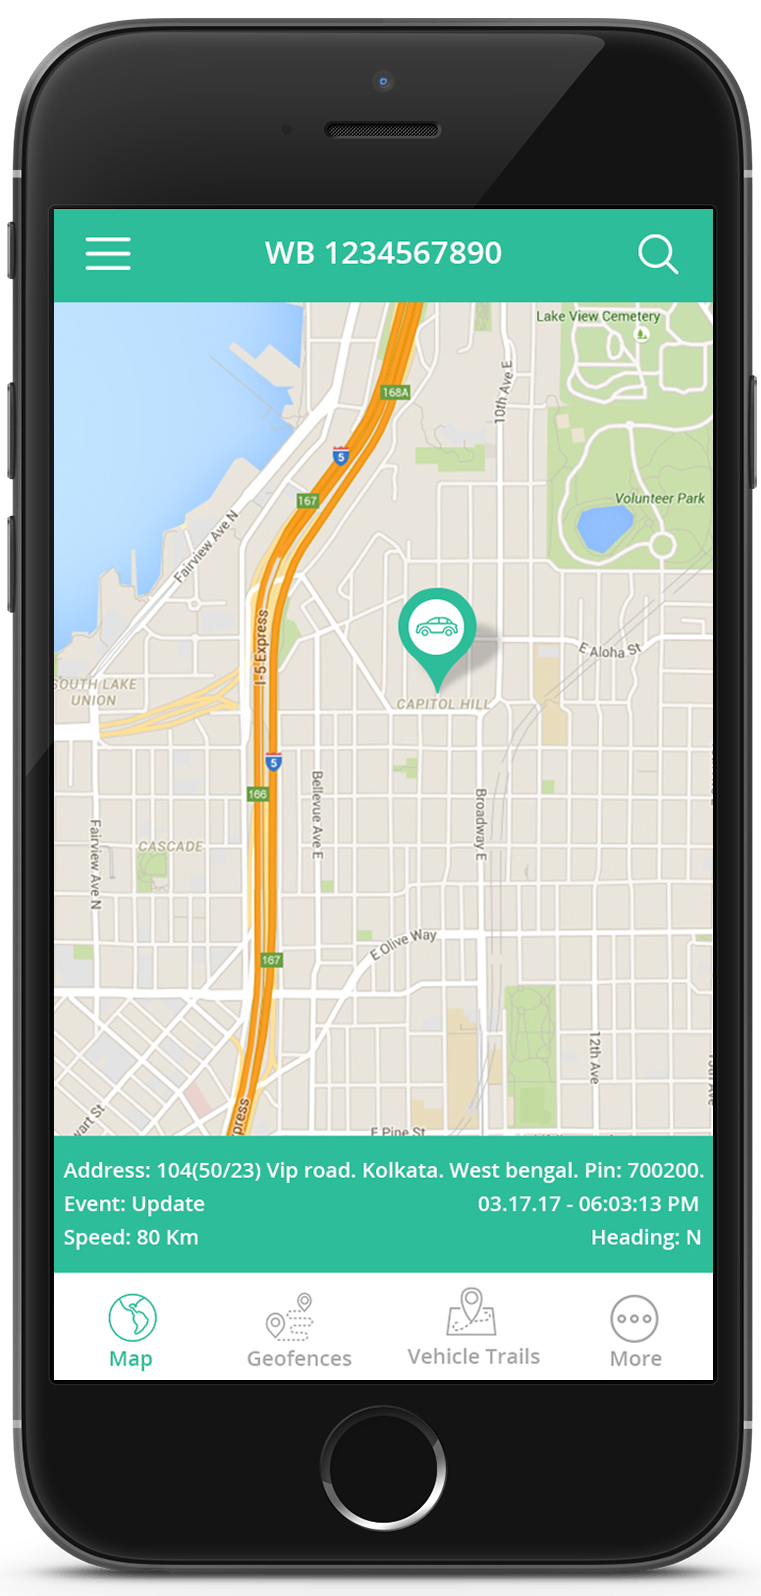 WB 1234567890
Lake View Cemetery
168A
10th Ave E
5
167
Volunteer Park
Fairview Ave N
I-5 Express
E Aloha St
SOUTH LAKE
UNION
CAPITOL HILL
5
166
Bellevue Ave E
Broadway E
Fairview Ave N
CASCADE
E Olive Way
167
12th Ave
E Pine St
Address: 104(50/23) Vip road. Kolkata. West bengal. Pin: 700200.
Event: Update
03.17.17 - 06:03:13 PM
Speed: 80 Km
Heading: N
Map
Geofences
Vehicle Trails
More